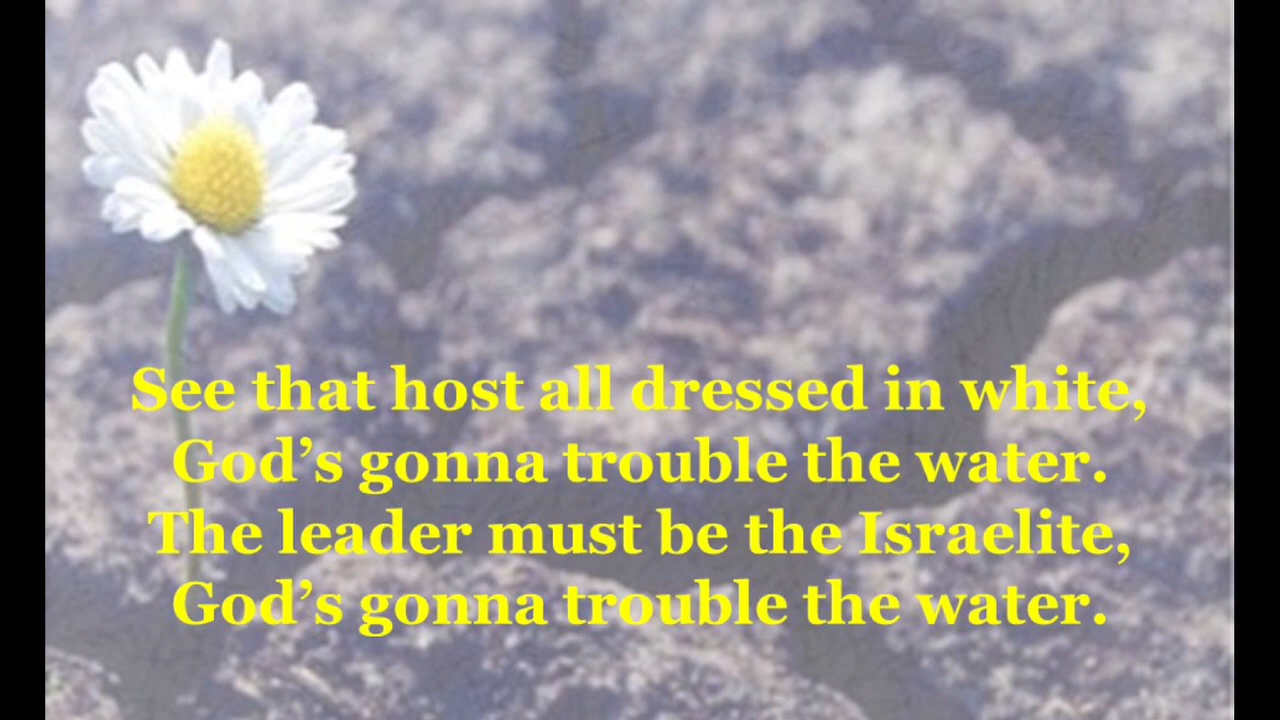 See that host all dressed in white,
God’s gonna trouble the water.
The leader must be the Israelite,
God’s gonna trouble the water.